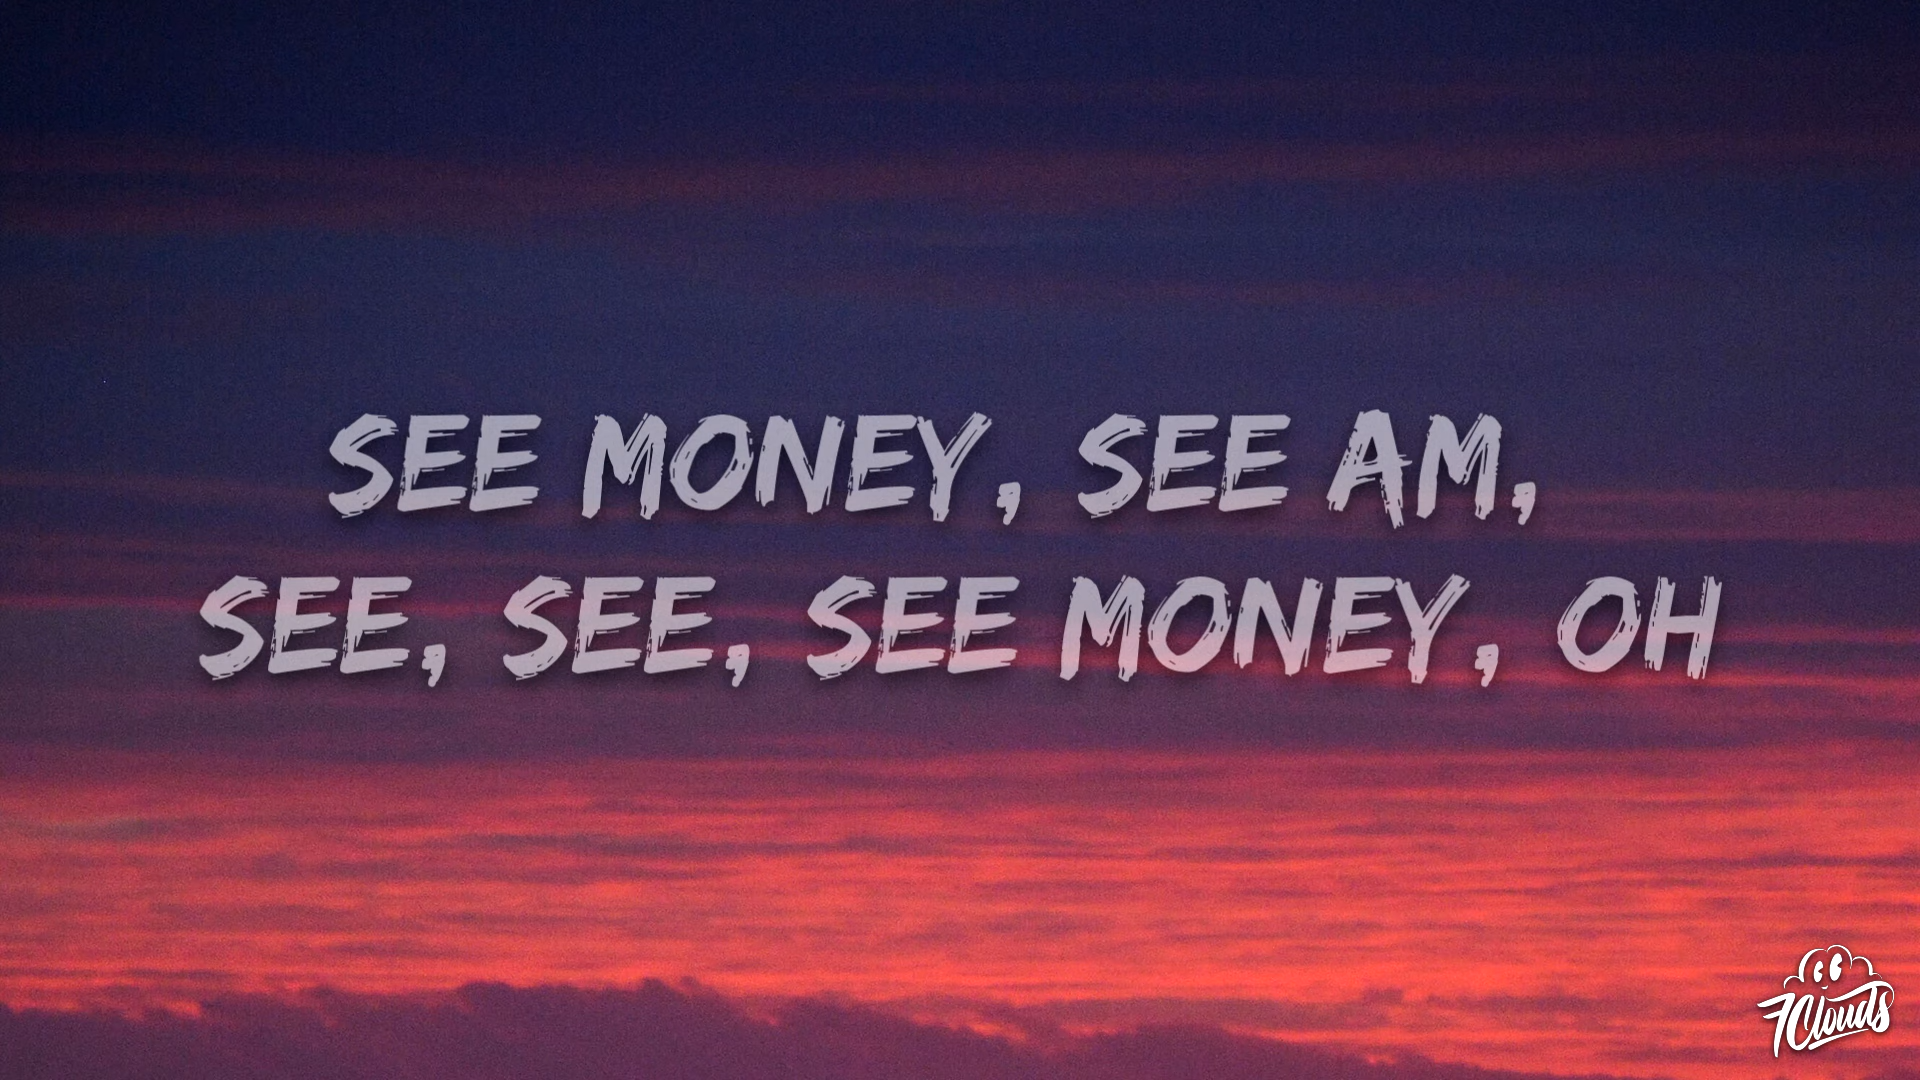 SEE MONEY, SEE AM,
SEE, SEE, SEE MONEY, OH
7Clouds